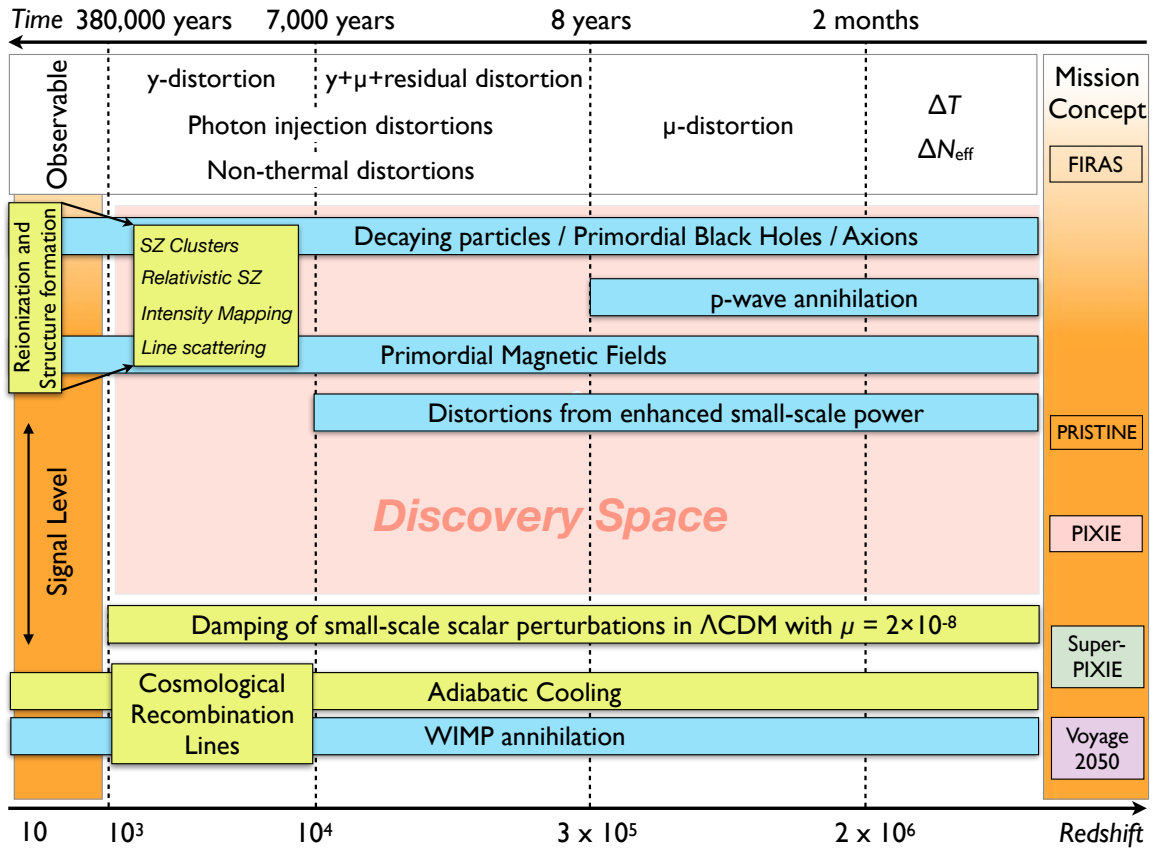 Time 380,000 years 7,000 years 8 years 2 months
Observable
y-distortion
y+μ+residual distortion
Photon injection distortions
Non-thermal distortions
μ-distortion
ΔT
ΔNeff
Mission
Concept
FIRAS
Reionization and
Structure formation
SZ Clusters
Relativistic SZ
Intensity Mapping
Line scattering
Decaying particles / Primordial Black Holes / Axions
p-wave annihilation
Primordial Magnetic Fields
Distortions from enhanced small-scale power
PRISTINE
Signal Level
Discovery Space
PIXIE
Damping of small-scale scalar perturbations in ΛCDM with μ = 2×10⁻⁸
Super-
PIXIE
Cosmological
Recombination
Lines
Adiabatic Cooling
WIMP annihilation
Voyage
2050
10 10³ 10⁴ 3 x 10⁵ 2 x 10⁶ Redshift